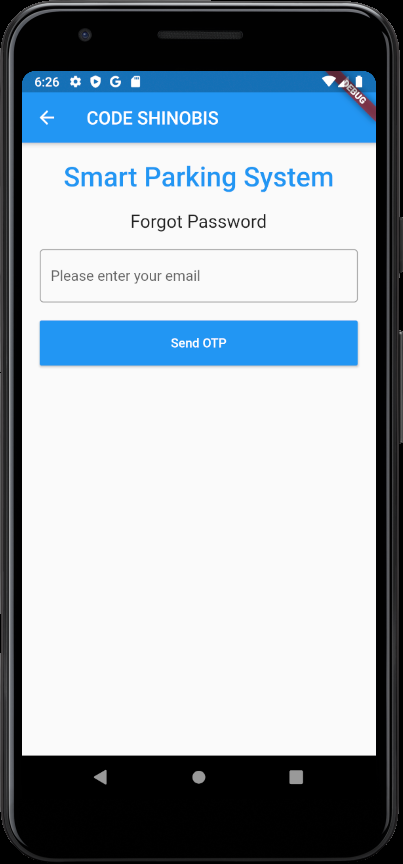 6:26
DEBUG
CODE SHINOBIS
Smart Parking System
Forgot Password
Please enter your email
Send OTP